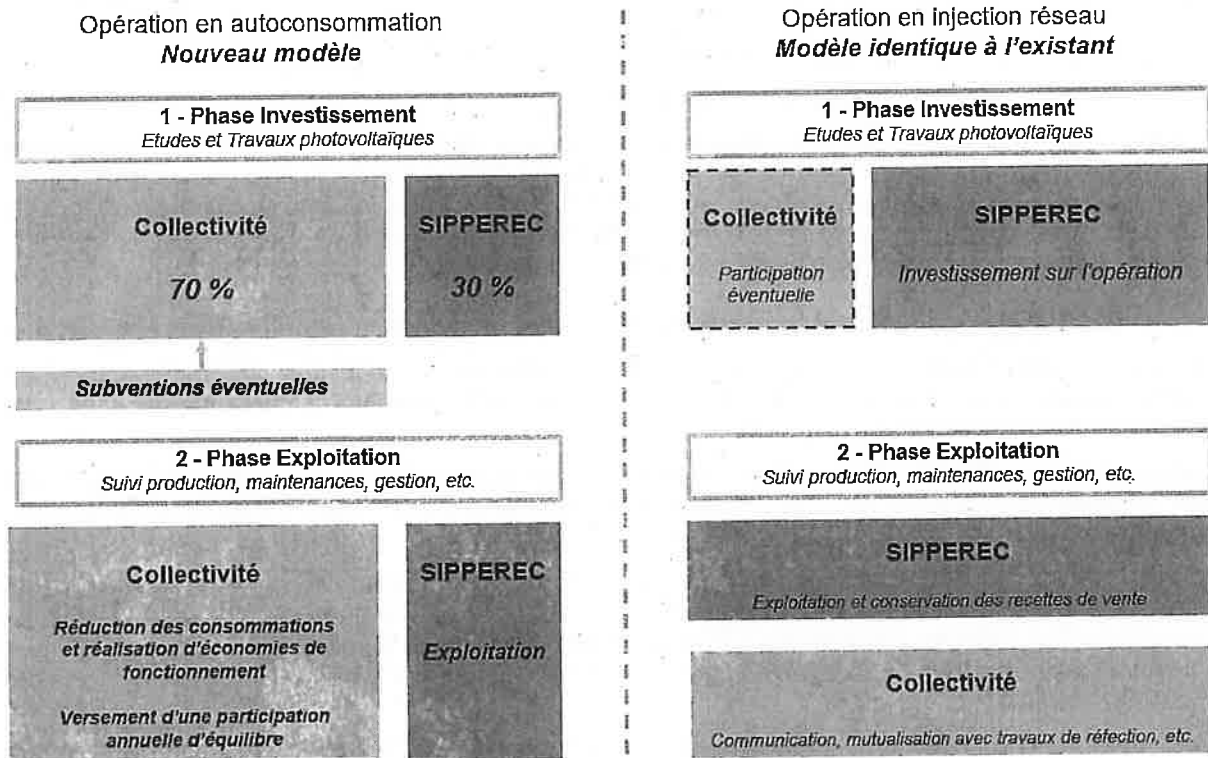 Opération en autoconsommation
Nouveau modèle
1 - Phase Investissement
Etudes et Travaux photovoltaïques
Collectivité
70 %
SIPPEREC
30 %
Subventions éventuelles
2 - Phase Exploitation
Suivi production, maintenances, gestion, etc.
Collectivité
Réduction des consommations
et réalisation d'économies de
fonctionnement
Versement d'une participation
annuelle d'équilibre
SIPPEREC
Exploitation
Opération en injection réseau
Modèle identique à l'existant
1 - Phase Investissement
Etudes et Travaux photovoltaïques
Collectivité
Participation
éventuelle
SIPPEREC
Investissement sur l'opération
2 - Phase Exploitation
Suivi production, maintenances, gestion, etc.
SIPPEREC
Exploitation et conservation des recettes de vente
Collectivité
Communication, mutualisation avec travaux de réfection, etc.